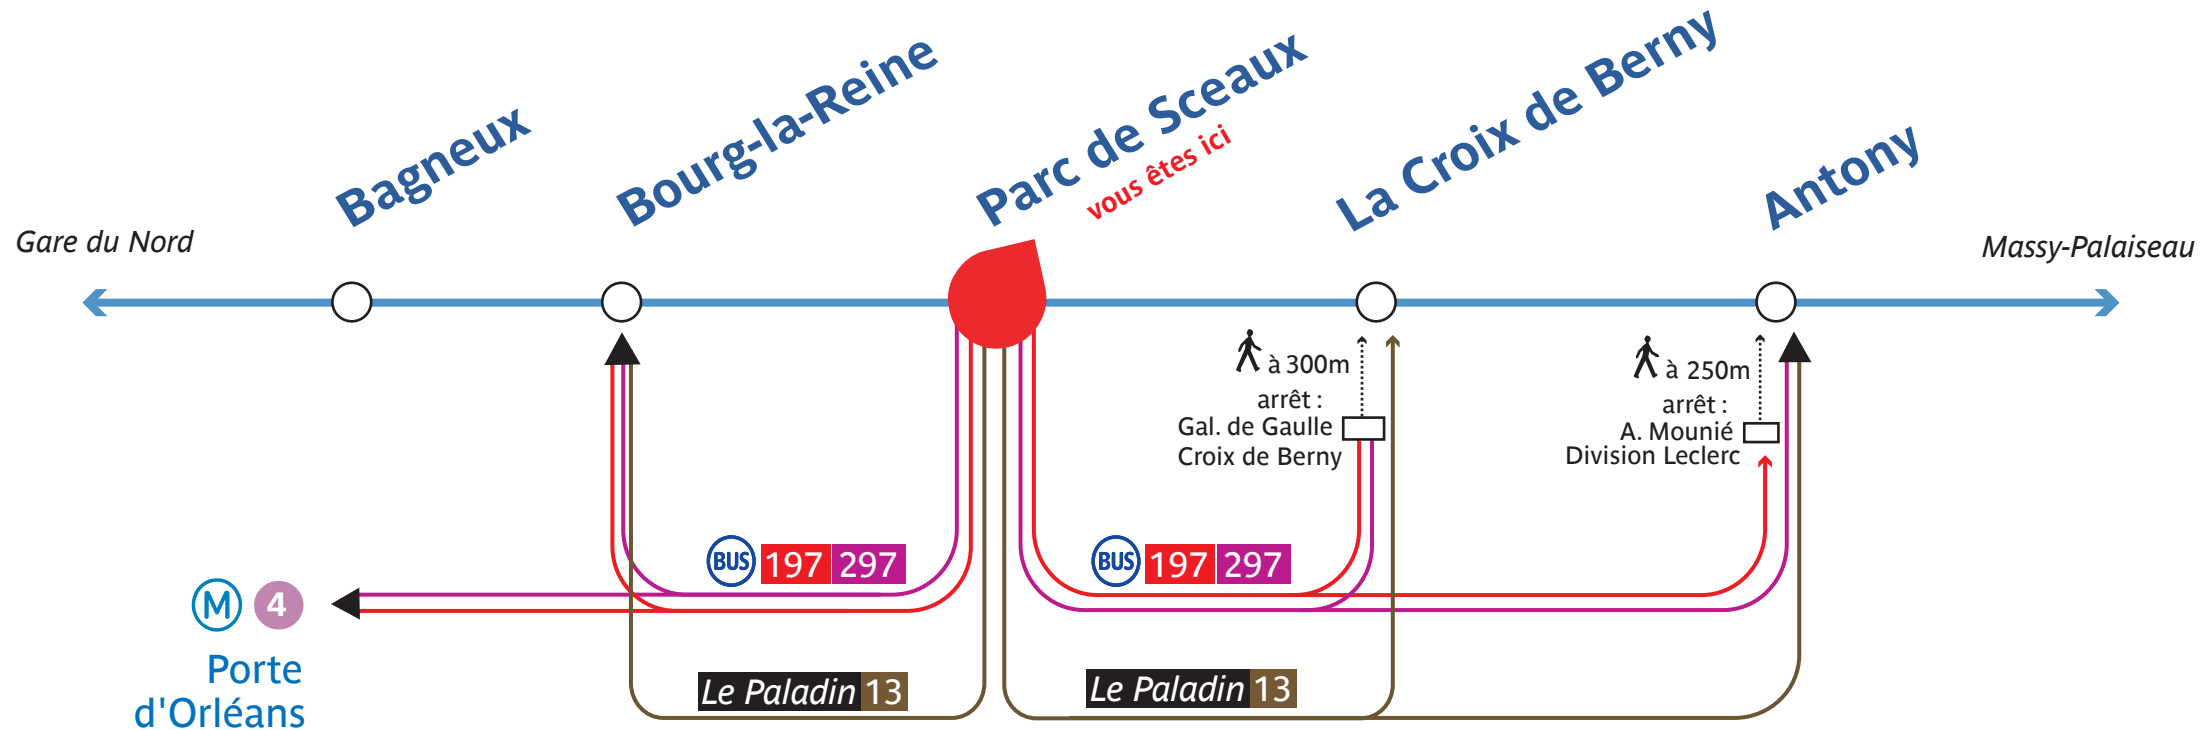 Bagneux
Bourg-la-Reine
Parc de Sceaux
vous êtes ici
La Croix de Berny
Antony
Gare du Nord
Massy-Palaiseau
à 300m
arrêt :
Gal. de Gaulle
Croix de Berny
à 250m
arrêt :
A. Mounié
Division Leclerc
BUS 197 297
BUS 197 297
M 4
Porte
d'Orléans
Le Paladin 13
Le Paladin 13